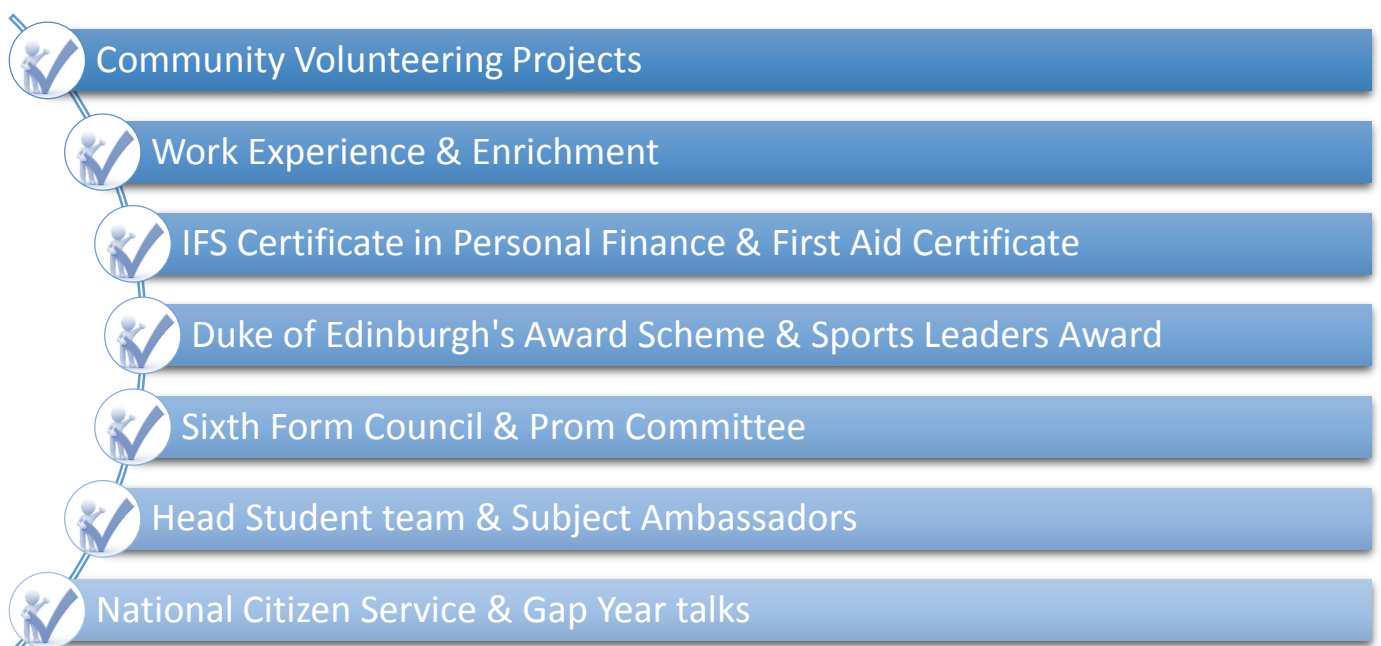 Community Volunteering Projects
Work Experience & Enrichment
IFS Certificate in Personal Finance & First Aid Certificate
Duke of Edinburgh's Award Scheme & Sports Leaders Award
Sixth Form Council & Prom Committee
Head Student team & Subject Ambassadors
National Citizen Service & Gap Year talks